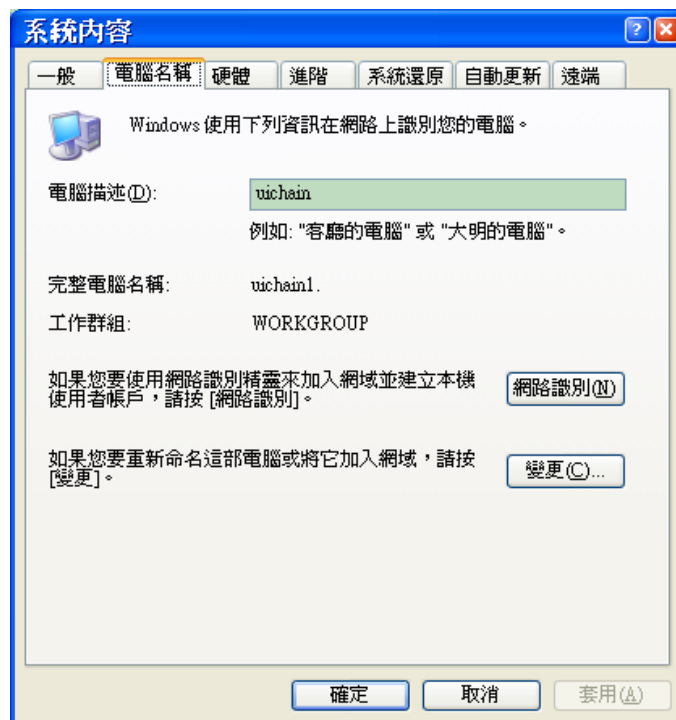 系統內容
一般 電腦名稱 硬體 進階 系統還原 自動更新 遠端
Windows 使用下列資訊在網路上識別您的電腦。
電腦描述(D): uichain
例如: "客廳的電腦" 或 "大明的電腦"。
完整電腦名稱: uichain1.
工作群組: WORKGROUP
如果您要使用網路識別精靈來加入網域並建立本機
使用者帳戶，請按 [網路識別]。
網路識別(N)
如果您要重新命名這部電腦或將它加入網域，請按
[變更]。
變更(C)...
確定 取消 套用(A)